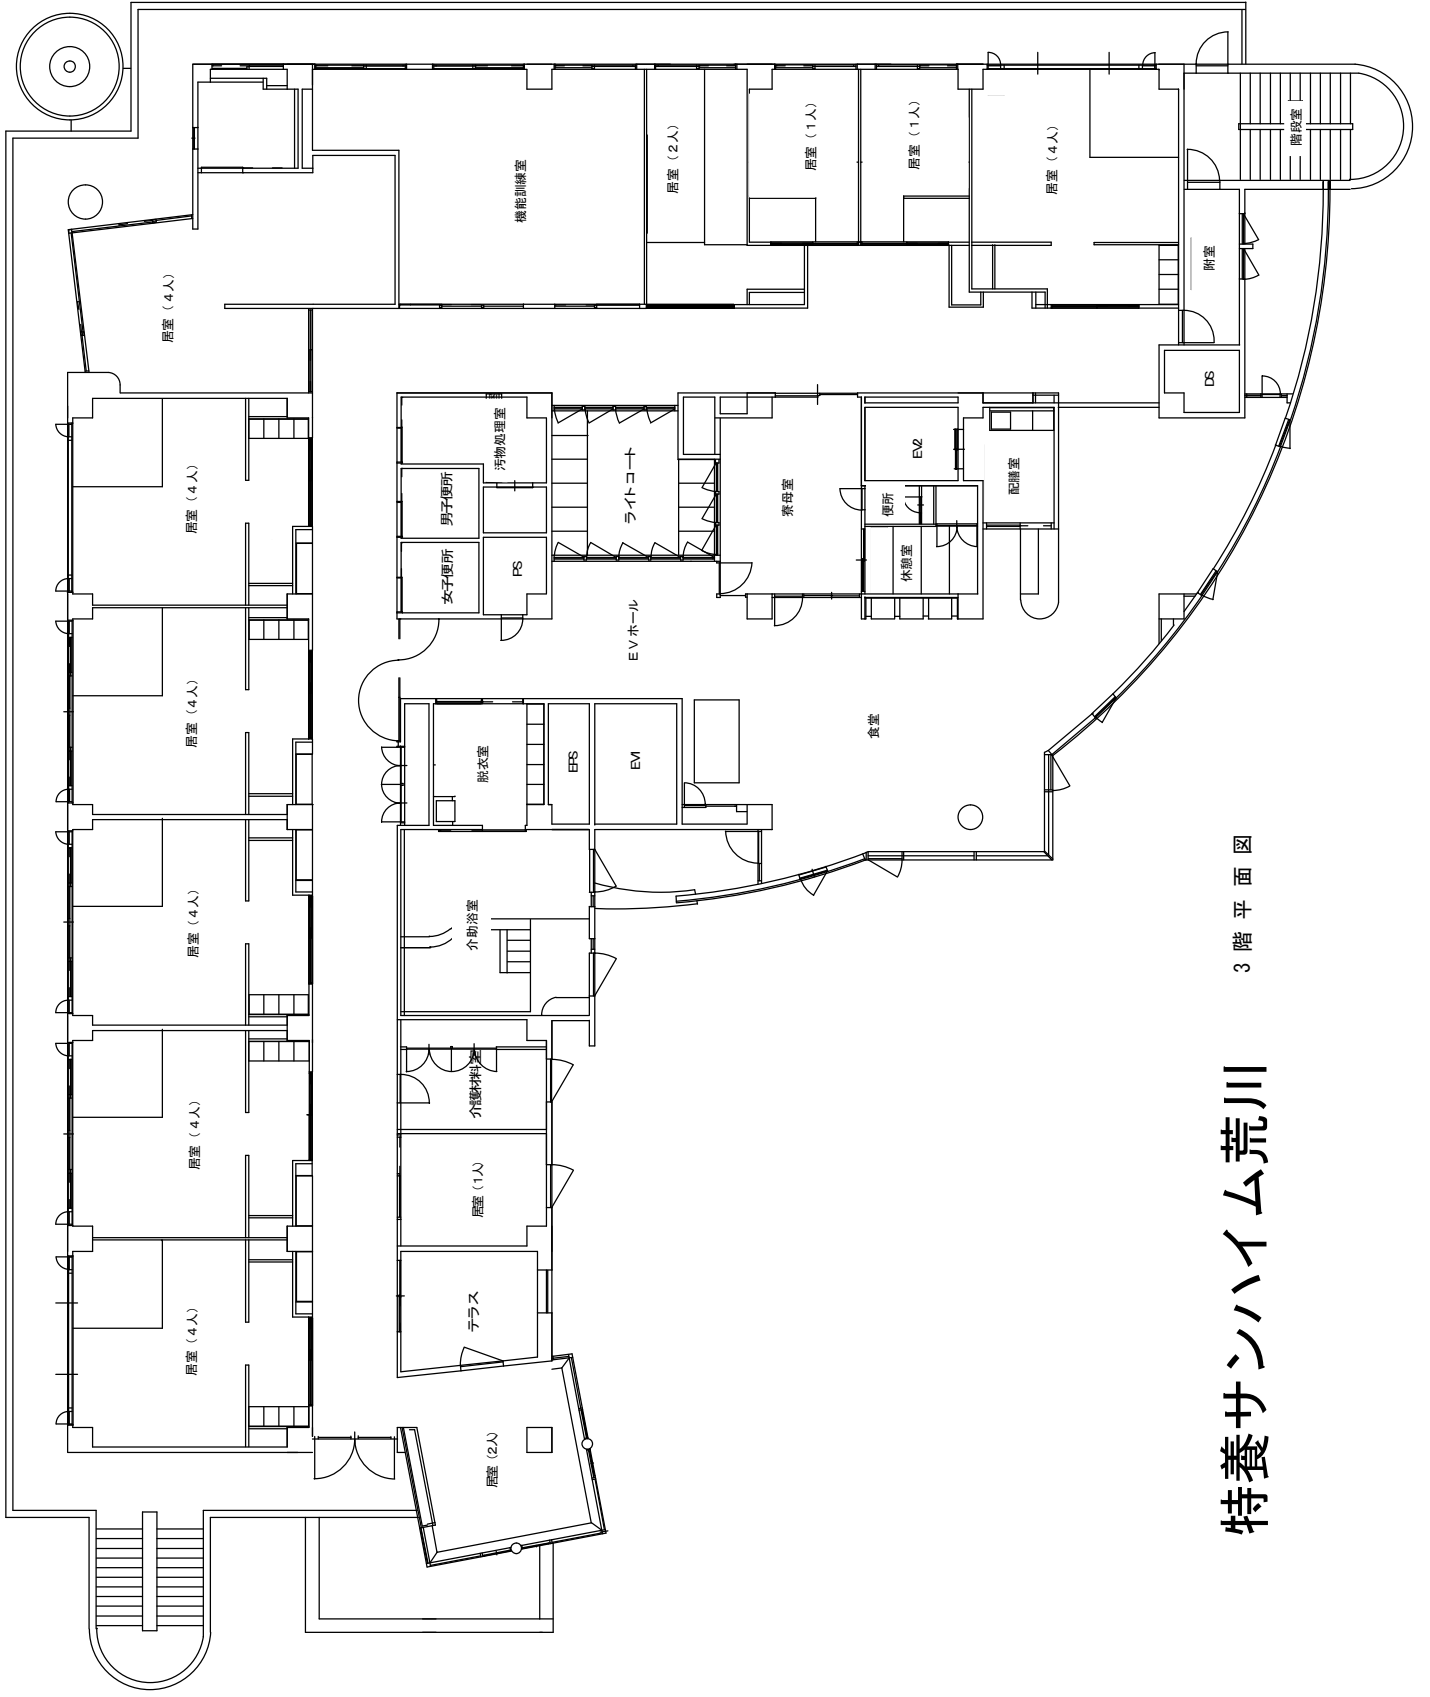 特養サンハイム荒川
3階平面図
居室（4人）
居室（4人）
居室（4人）
居室（4人）
居室（4人）
居室（4人）
機能訓練室
居室（2人）
居室（1人）
居室（1人）
居室（4人）
階段室
附室
DS
汚物処理室
男子便所
女子便所
PS
ライトコート
寮母室
EV2
便所
配膳室
休憩室
EVホール
食堂
脱衣室
EPS
EV1
介助浴室
介護材料室
居室（1人）
テラス
居室（2人）